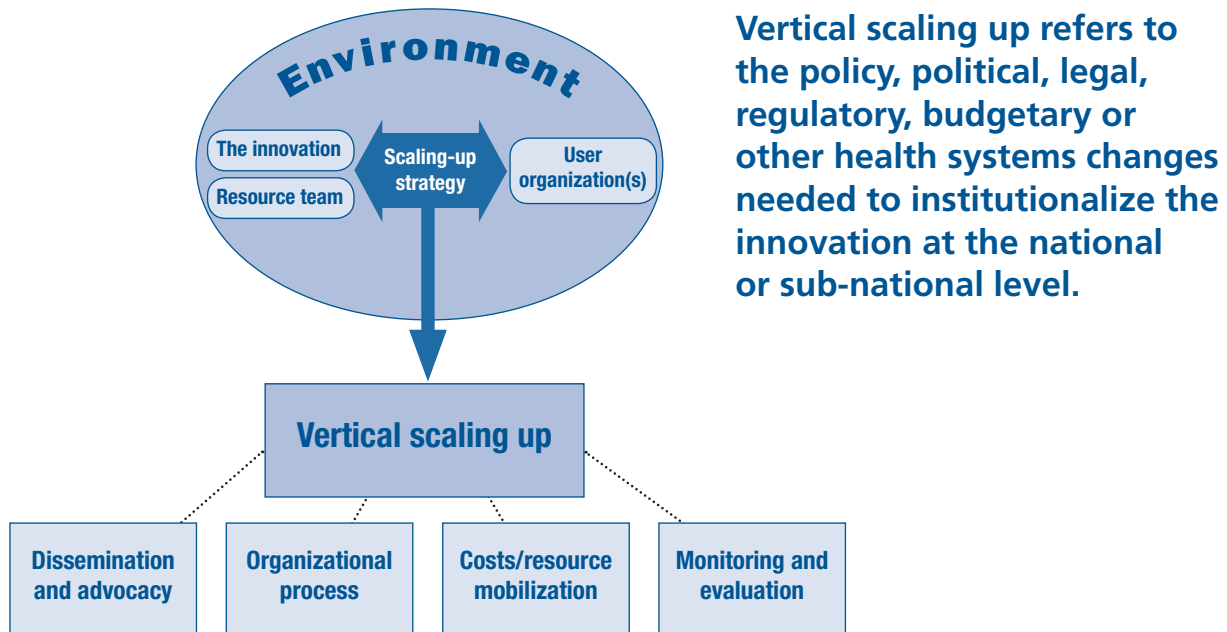 Environment
The innovation
Resource team
Scaling-up
strategy
User
organization(s)
Vertical scaling up refers to
the policy, political, legal,
regulatory, budgetary or
other health systems changes
needed to institutionalize the
innovation at the national
or sub-national level.
Vertical scaling up
Dissemination
and advocacy
Organizational
process
Costs/resource
mobilization
Monitoring and
evaluation